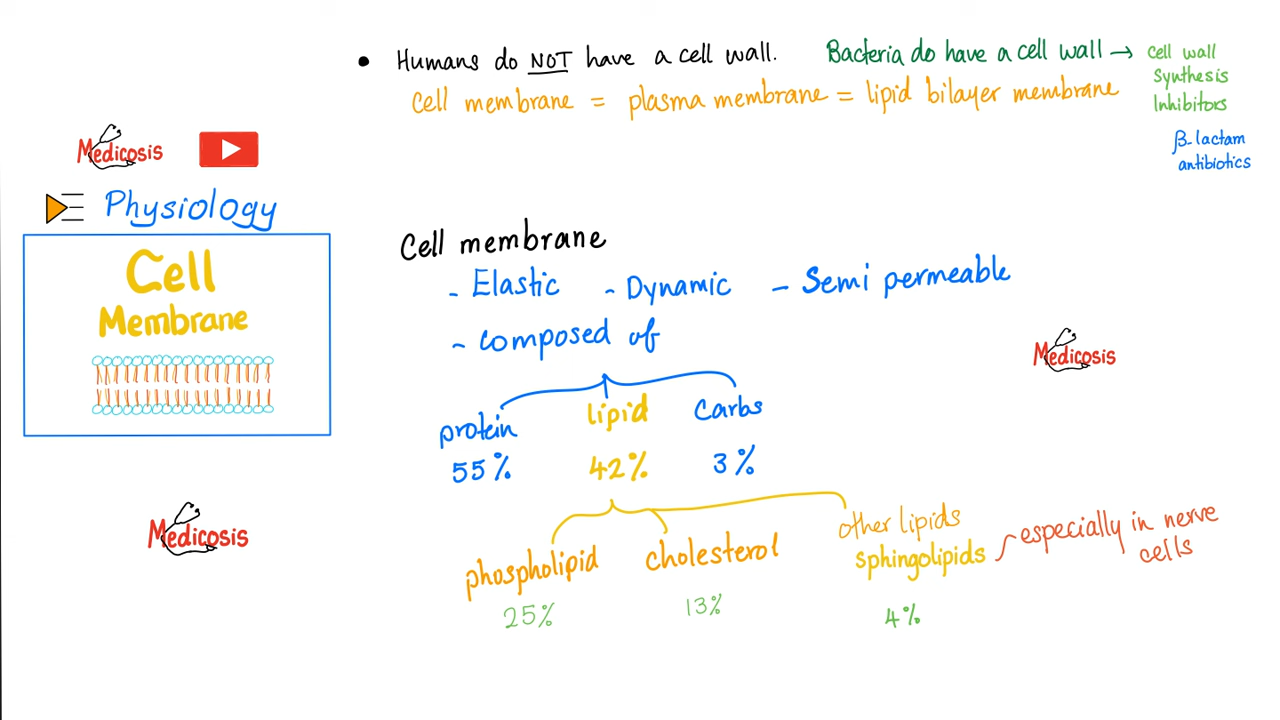 • Humans do NOT have a cell wall. Bacteria do have a cell wall → cell wall
Synthesis
Inhibitors
Cell membrane = plasma membrane = lipid bilayer membrane
β-lactam
antibiotics
Medicosis
Physiology
Cell
Membrane
Medicosis
Cell membrane
- Elastic - Dynamic - Semi permeable
- Composed of
Medicosis
protein lipid Carbs
55% 42% 3%
phospholipid cholesterol other lipids
sphingolipids
especially in nerve
cells
25% 13% 4%